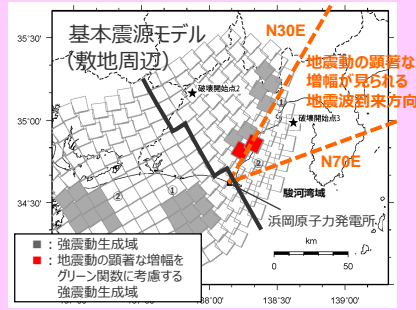 基本震源モデル
(敷地周辺)
N30E
地震動の顕著な
増幅が見られる
地震波到来方向
N70E
35˚30'
35˚00'
34˚30'
破壊開始点2
破壊開始点3
①
②
①
②
駿河湾域
浜岡原子力発電所
km
0
50
138˚00'
138˚30'
139˚00'
:強震動生成域
:地震動の顕著な増幅を
グリーン関数に考慮する
強震動生成域